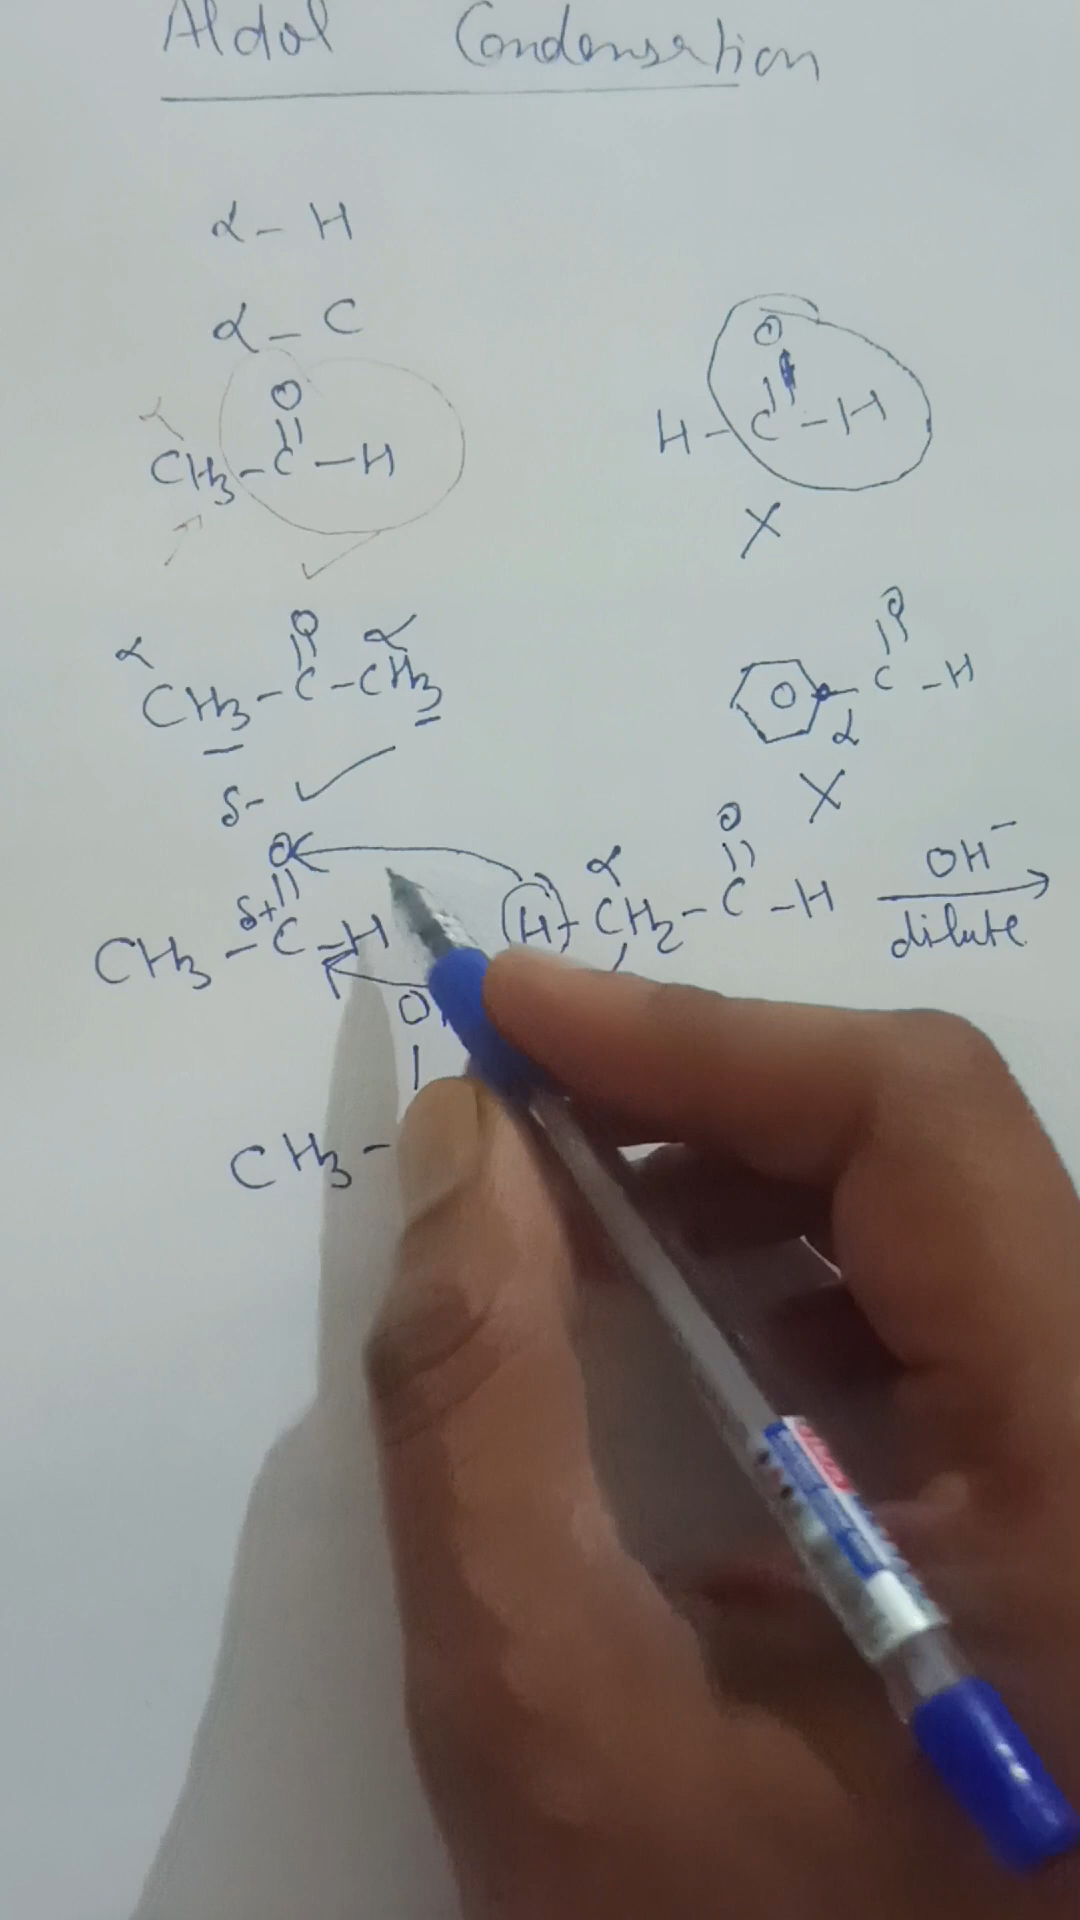 Aldol Condensation
α - H
α - C
O
||
α
CH3 - C - H
O
||
H - C - H
✓
X
α O α
||
CH3 - C - CH3
✓
O
||
C - H
α
X
δ-
O
||
δ+
CH3 - C - H
α O
||
H - CH2 - C - H
OH-
dilute
O
|
CH3 -